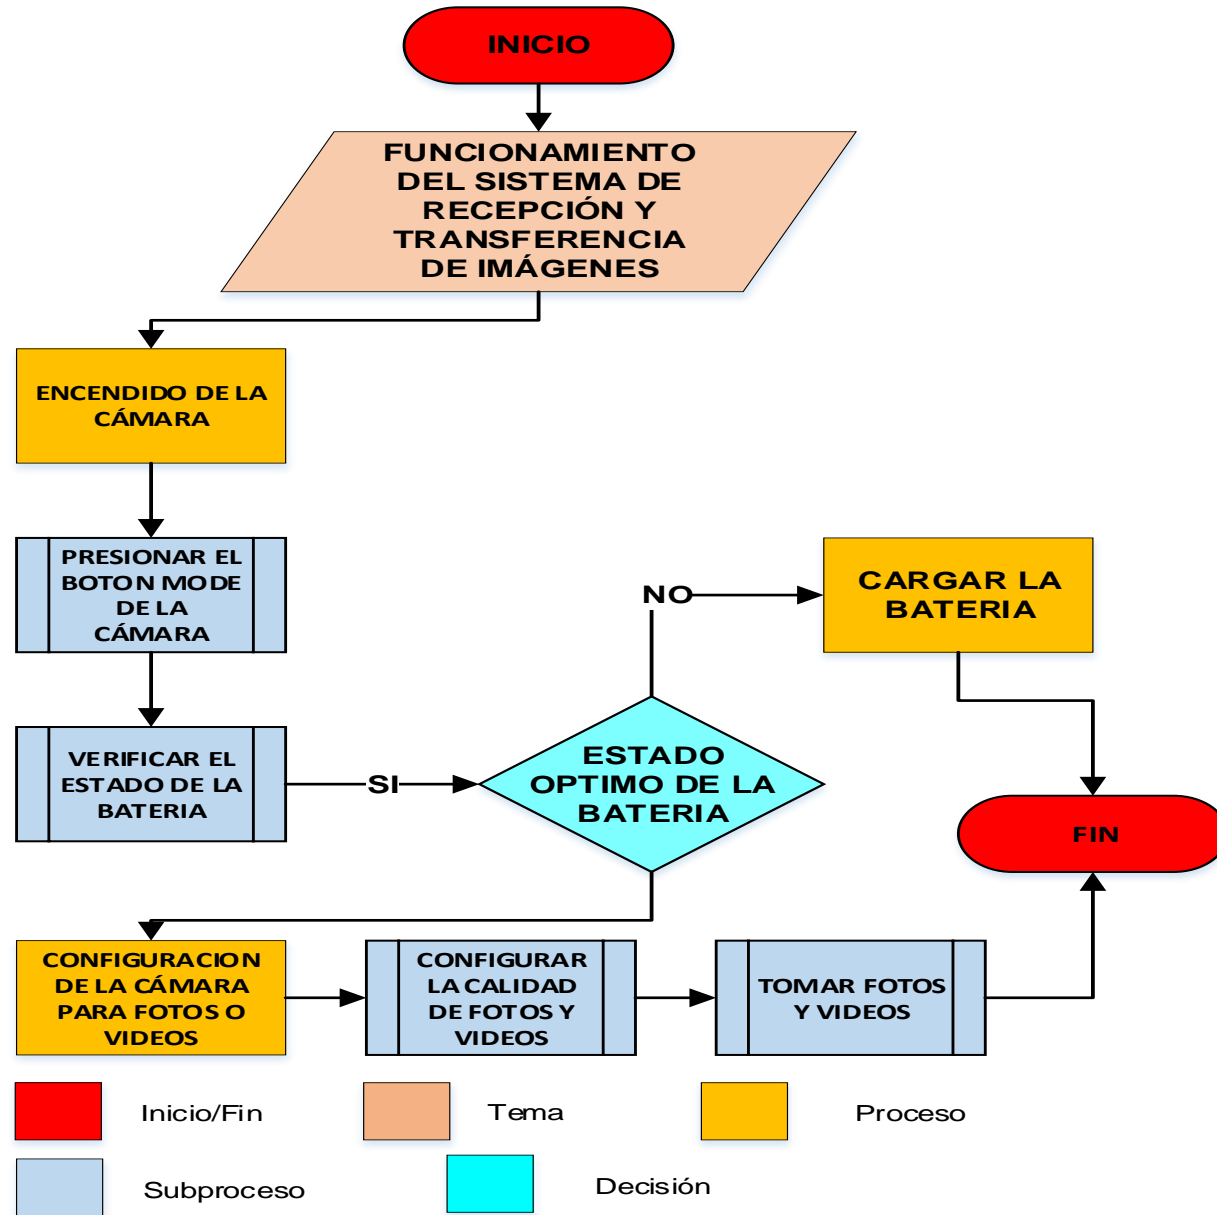 INICIO
FUNCIONAMIENTO
DEL SISTEMA DE
RECEPCIÓN Y
TRANSFERENCIA
DE IMÁGENES
ENCENDIDO DE LA
CÁMARA
PRESIONAR EL
BOTON MODE
DE LA
CÁMARA
NO
CARGAR LA
BATERIA
VERIFICAR EL
ESTADO DE LA
BATERIA
SI
ESTADO
OPTIMO DE LA
BATERIA
FIN
CONFIGURACION
DE LA CÁMARA
PARA FOTOS O
VIDEOS
CONFIGURAR
LA CALIDAD
DE FOTOS Y
VIDEOS
TOMAR FOTOS
Y VIDEOS
Inicio/Fin
Tema
Proceso
Subproceso
Decisión